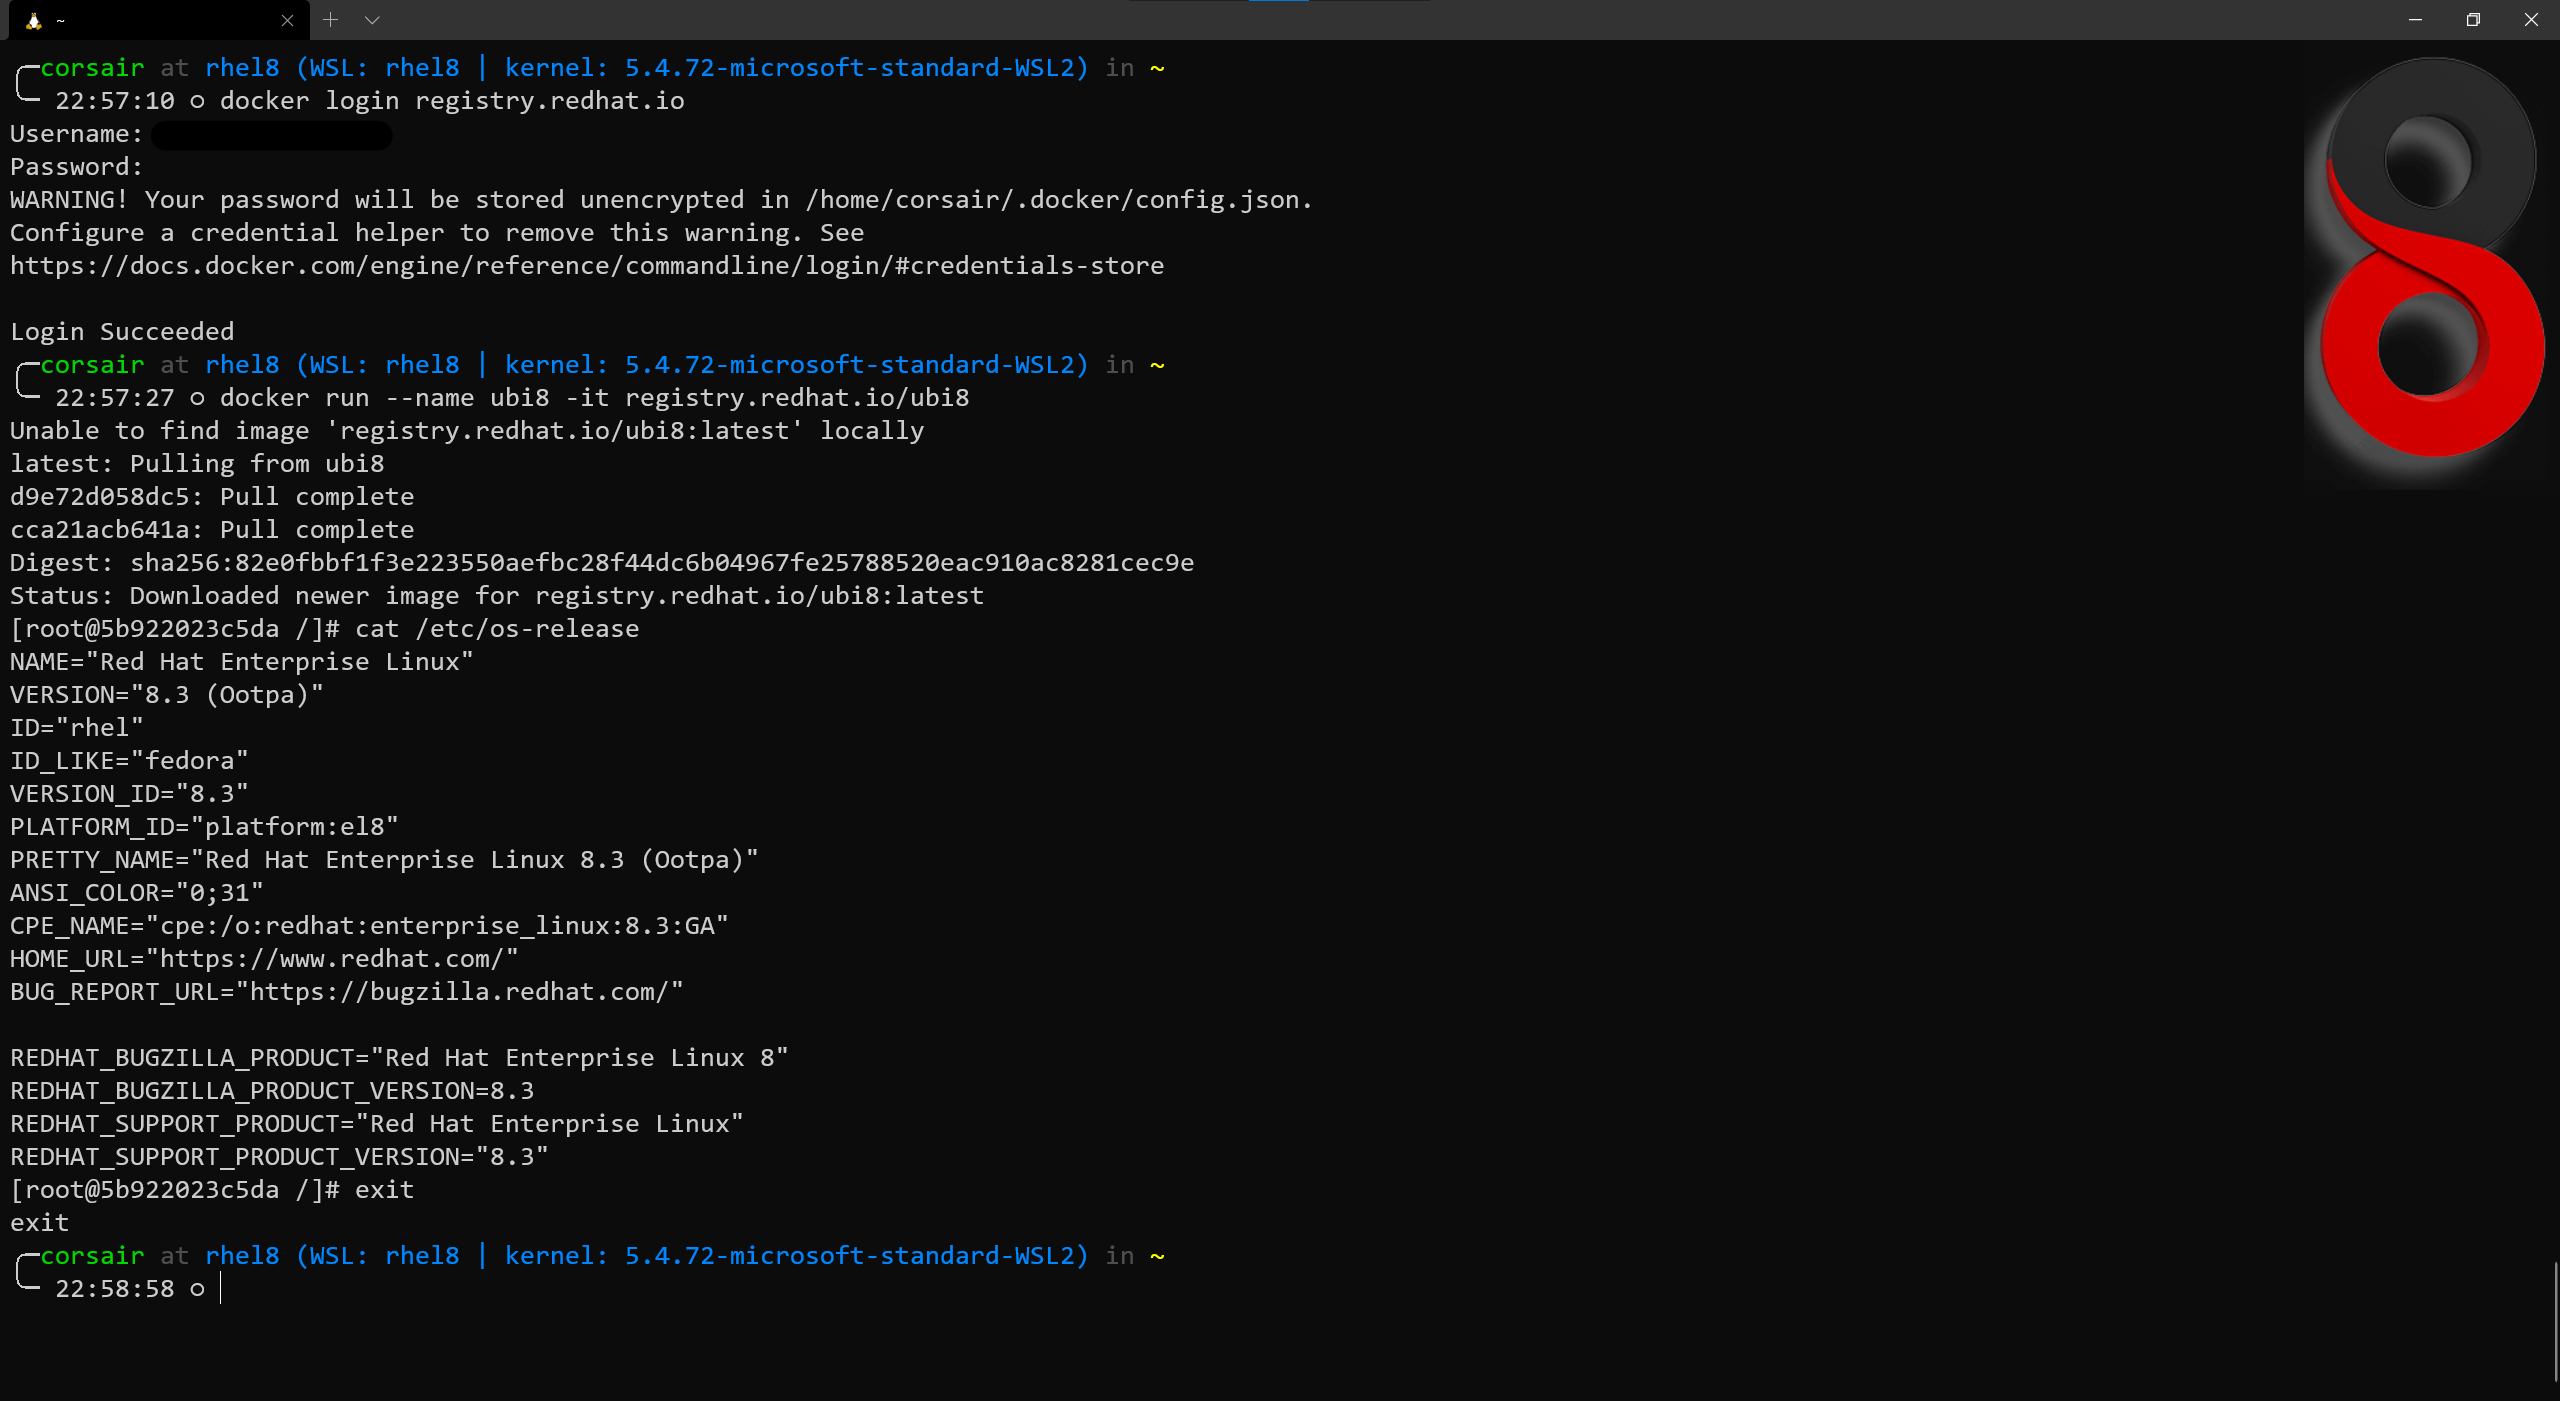 ~
corsair at rhel8 (WSL: rhel8 | kernel: 5.4.72-microsoft-standard-WSL2) in ~
22:57:10 ○ docker login registry.redhat.io
Username:
Password:
WARNING! Your password will be stored unencrypted in /home/corsair/.docker/config.json.
Configure a credential helper to remove this warning. See
https://docs.docker.com/engine/reference/commandline/login/#credentials-store
Login Succeeded
corsair at rhel8 (WSL: rhel8 | kernel: 5.4.72-microsoft-standard-WSL2) in ~
22:57:27 ○ docker run --name ubi8 -it registry.redhat.io/ubi8
Unable to find image 'registry.redhat.io/ubi8:latest' locally
latest: Pulling from ubi8
d9e72d058dc5: Pull complete
cca21acb641a: Pull complete
Digest: sha256:82e0fbbf1f3e223550aefbc28f44dc6b04967fe25788520eac910ac8281cec9e
Status: Downloaded newer image for registry.redhat.io/ubi8:latest
[root@5b922023c5da /]# cat /etc/os-release
NAME="Red Hat Enterprise Linux"
VERSION="8.3 (Ootpa)"
ID="rhel"
ID_LIKE="fedora"
VERSION_ID="8.3"
PLATFORM_ID="platform:el8"
PRETTY_NAME="Red Hat Enterprise Linux 8.3 (Ootpa)"
ANSI_COLOR="0;31"
CPE_NAME="cpe:/o:redhat:enterprise_linux:8.3:GA"
HOME_URL="https://www.redhat.com/"
BUG_REPORT_URL="https://bugzilla.redhat.com/"
REDHAT_BUGZILLA_PRODUCT="Red Hat Enterprise Linux 8"
REDHAT_BUGZILLA_PRODUCT_VERSION=8.3
REDHAT_SUPPORT_PRODUCT="Red Hat Enterprise Linux"
REDHAT_SUPPORT_PRODUCT_VERSION="8.3"
[root@5b922023c5da /]# exit
exit
corsair at rhel8 (WSL: rhel8 | kernel: 5.4.72-microsoft-standard-WSL2) in ~
22:58:58 ○
8